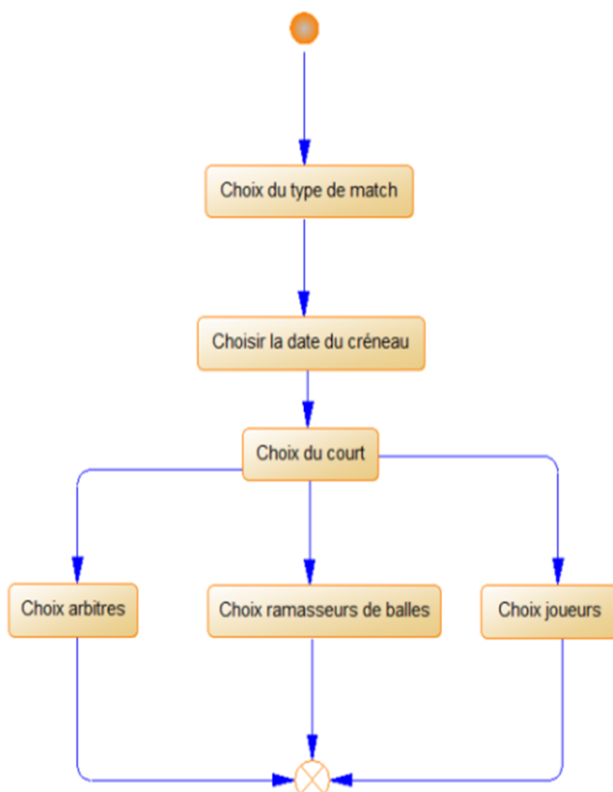 Choix du type de match
Choisir la date du créneau
Choix du court
Choix arbitres
Choix ramasseurs de balles
Choix joueurs